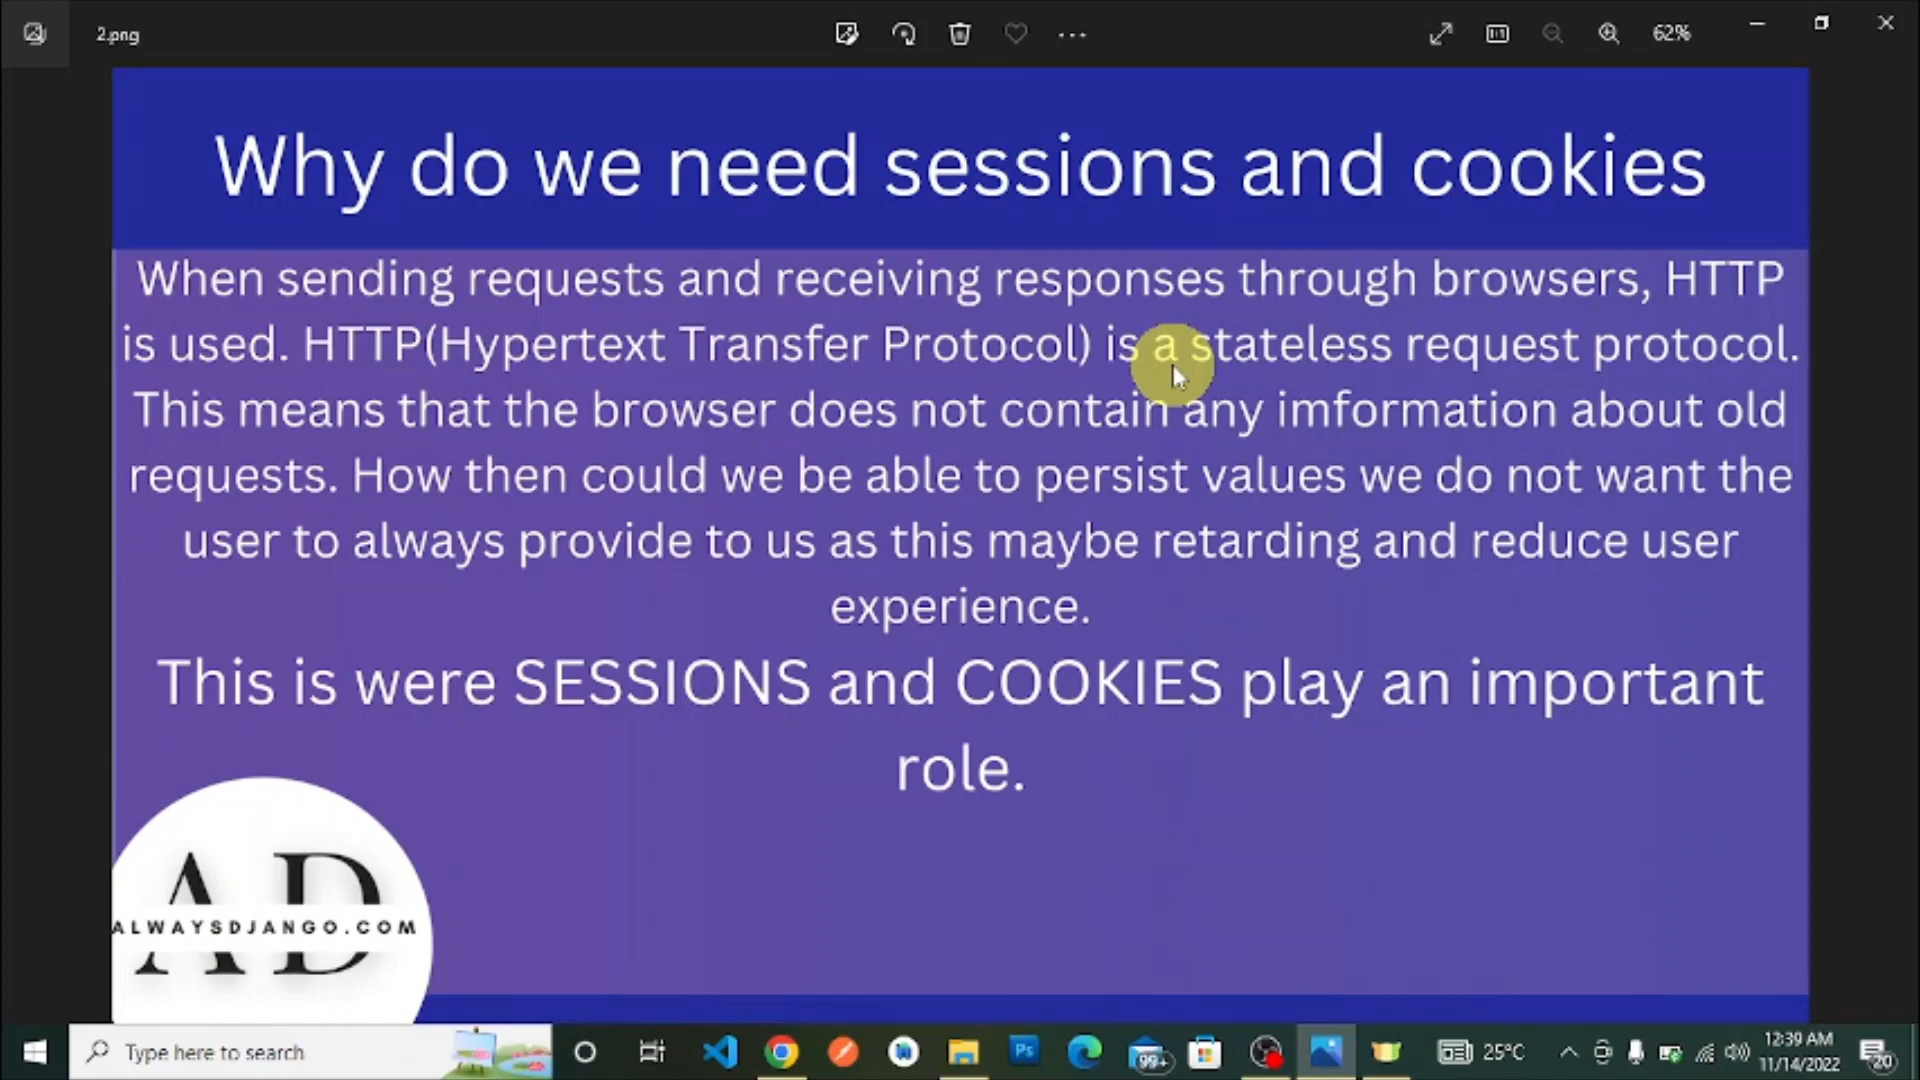 2.png
62%
Why do we need sessions and cookies
When sending requests and receiving responses through browsers, HTTP
is used. HTTP(Hypertext Transfer Protocol) is a stateless request protocol.
This means that the browser does not contain any imformation about old
requests. How then could we be able to persist values we do not want the
user to always provide to us as this maybe retarding and reduce user
experience.
This is were SESSIONS and COOKIES play an important
role.
AD
ALWAYSDJANGO.COM
Type here to search
Ps
99+
25°C
12:39 AM
11/14/2022
20